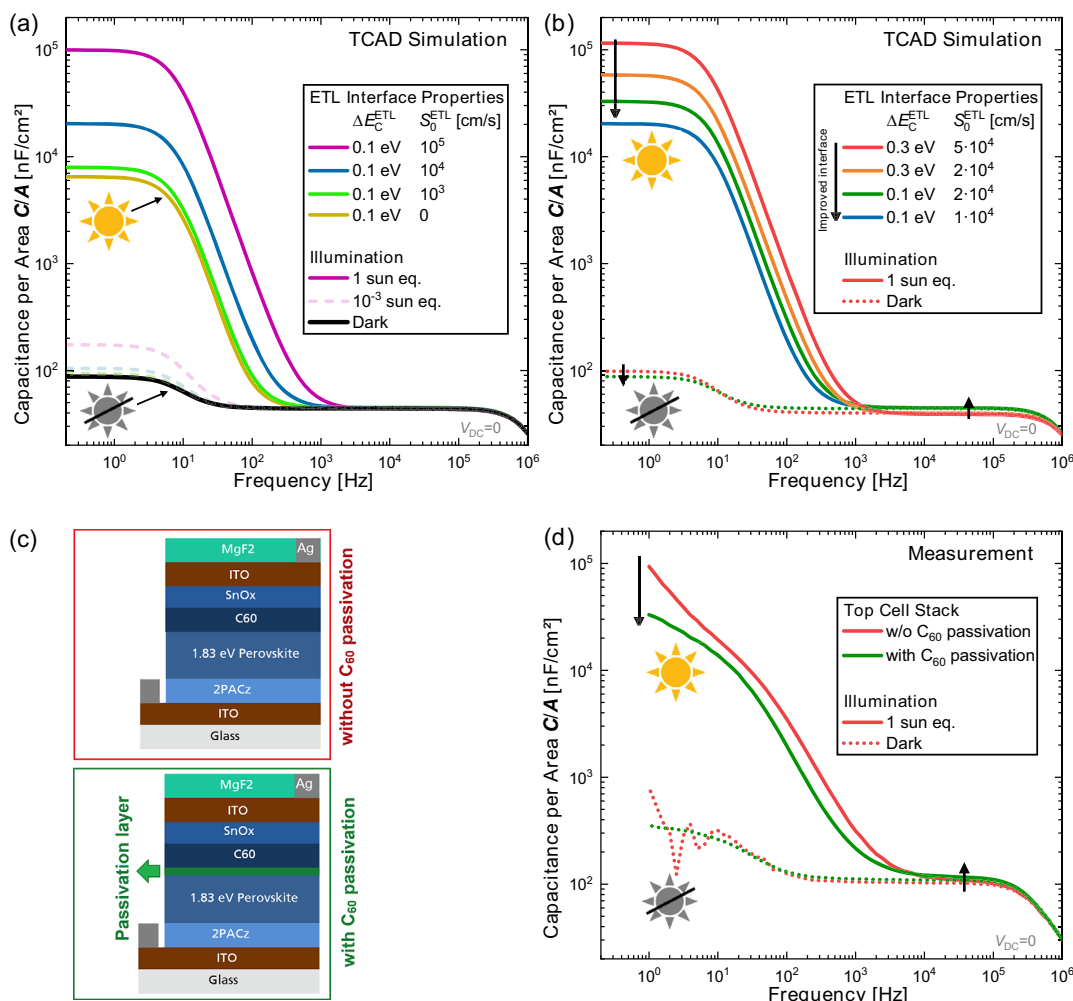 (a)
TCAD Simulation
10⁵
10⁴
10³
10²
Capacitance per Area C/A [nF/cm²]
ETL Interface Properties
ΔE_C^ETL S_0^ETL [cm/s]
0.1 eV 10⁵
0.1 eV 10⁴
0.1 eV 10³
0.1 eV 0
Illumination
1 sun eq.
10⁻³ sun eq.
Dark
V_DC=0
10⁰ 10¹ 10² 10³ 10⁴ 10⁵ 10⁶
Frequency [Hz]
(b)
TCAD Simulation
10⁵
10⁴
10³
10²
Capacitance per Area C/A [nF/cm²]
ETL Interface Properties
ΔE_C^ETL S_0^ETL [cm/s]
0.3 eV 5·10⁴
0.3 eV 2·10⁴
0.1 eV 2·10⁴
0.1 eV 1·10⁴
Improved interface
Illumination
1 sun eq.
Dark
V_DC=0
10⁰ 10¹ 10² 10³ 10⁴ 10⁵ 10⁶
Frequency [Hz]
(c)
MgF2
Ag
ITO
SnOx
C60
1.83 eV Perovskite
2PACz
ITO
Glass
without C₆₀ passivation
MgF2
Ag
ITO
SnOx
C60
1.83 eV Perovskite
2PACz
ITO
Glass
Passivation layer
with C₆₀ passivation
(d)
Measurement
10⁵
10⁴
10³
10²
Capacitance per Area C/A [nF/cm²]
Top Cell Stack
w/o C₆₀ passivation
with C₆₀ passivation
Illumination
1 sun eq.
Dark
V_DC=0
10⁰ 10¹ 10² 10³ 10⁴ 10⁵ 10⁶
Frequency [Hz]